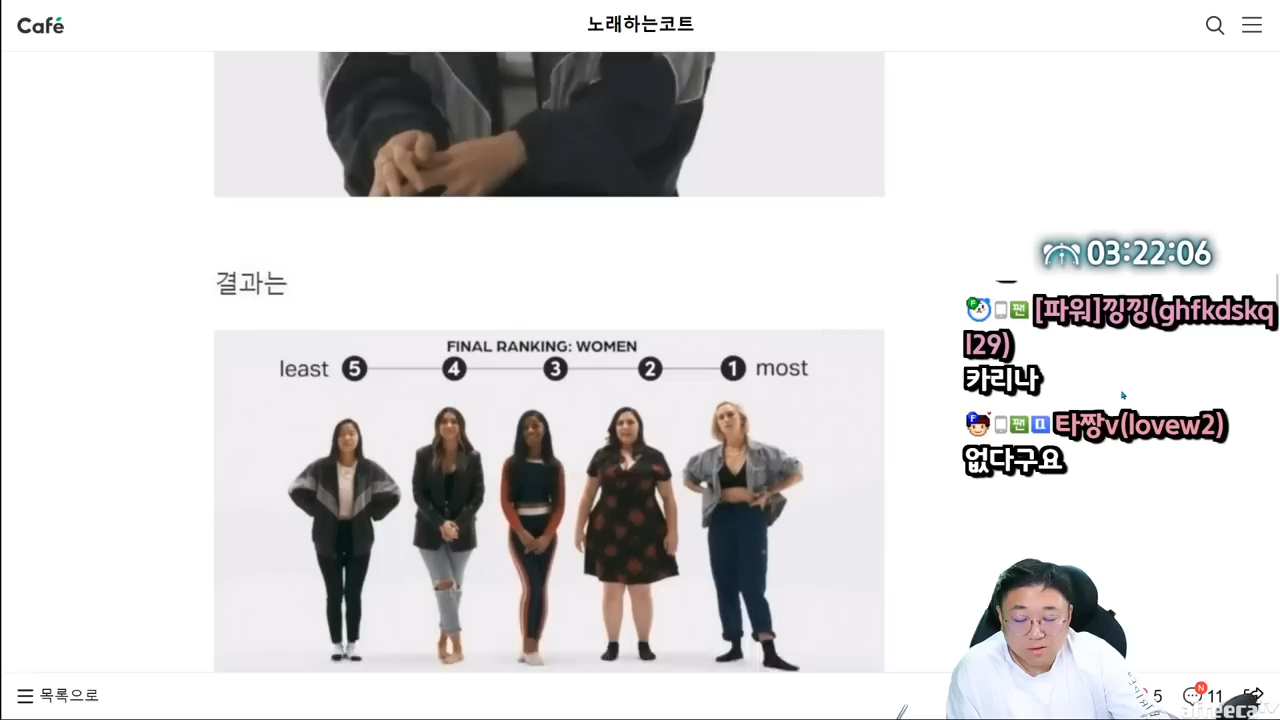 Café
노래하는코트
03:22:06
[파워]낑낑(ghfkdskq
l29)
카리나
타짱v(lovew2)
없다구요
결과는
FINAL RANKING: WOMEN
least 5 4 3 2 1 most
목록으로
5
11
afreecaTV